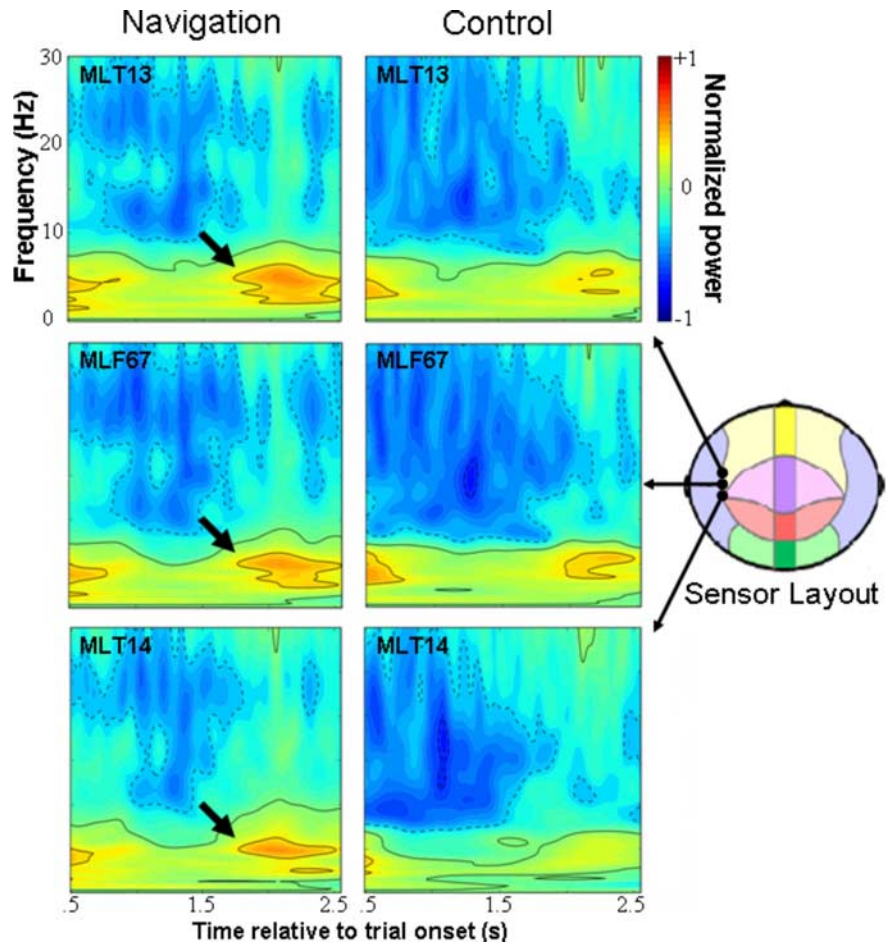 Navigation
Control
MLT13
MLT13
+1
0
-1
Normalized power
30
20
10
0
Frequency (Hz)
MLF67
MLF67
Sensor Layout
MLT14
MLT14
.5
1.5
2.5
.5
1.5
2.5
Time relative to trial onset (s)